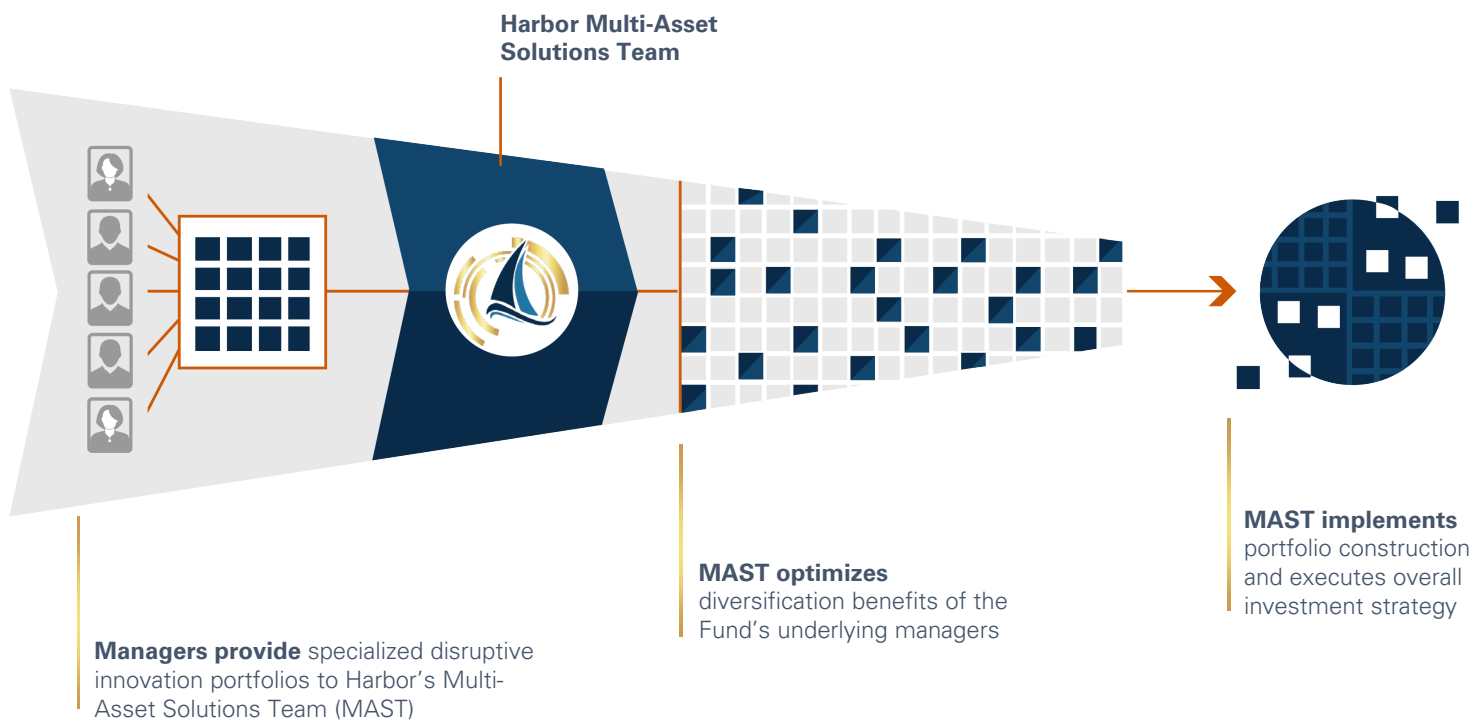 Harbor Multi-Asset
Solutions Team
Managers provide specialized disruptive
innovation portfolios to Harbor’s Multi-
Asset Solutions Team (MAST)
MAST optimizes
diversification benefits of the
Fund’s underlying managers
MAST implements
portfolio construction
and executes overall
investment strategy